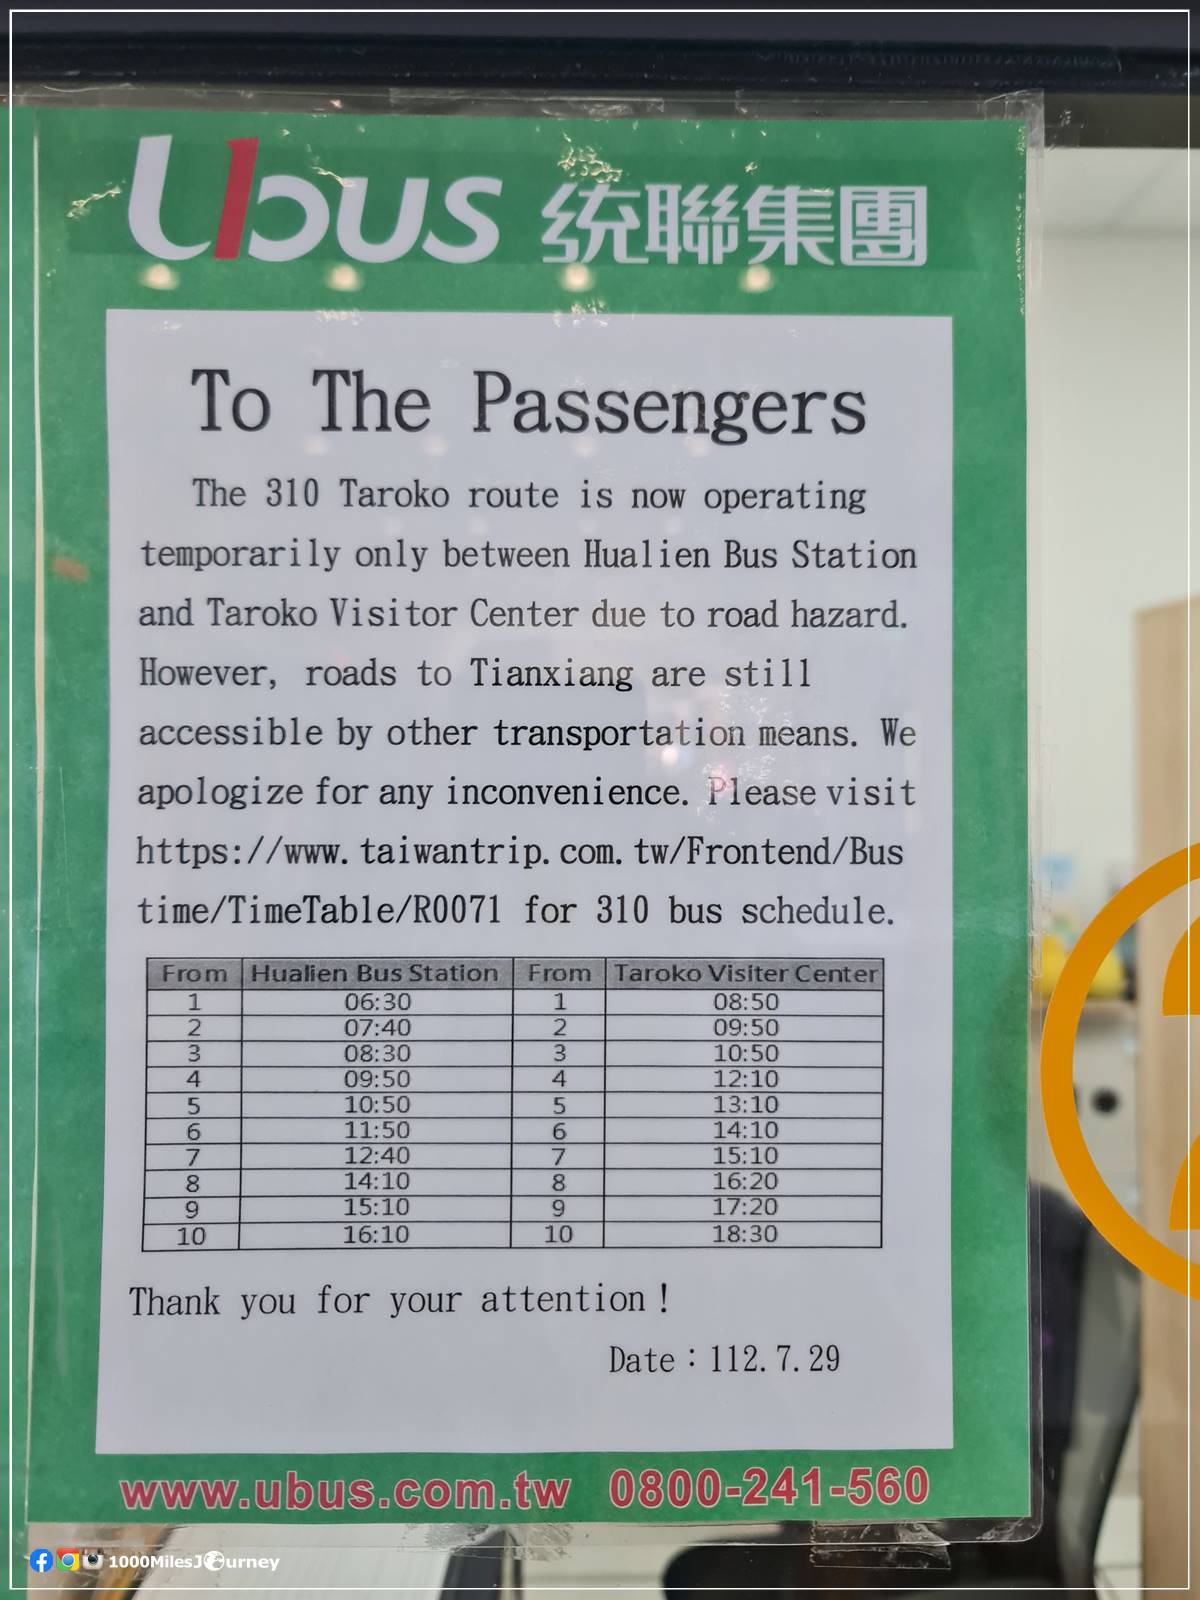 Ubus 統聯集團
To The Passengers
The 310 Taroko route is now operating
temporarily only between Hualien Bus Station
and Taroko Visitor Center due to road hazard.
However, roads to Tianxiang are still
accessible by other transportation means. We
apologize for any inconvenience. Please visit
https://www.taiwantrip.com.tw/Frontend/Bus
time/TimeTable/R0071 for 310 bus schedule.
From Hualien Bus Station From Taroko Visiter Center
1 06:30 1 08:50
2 07:40 2 09:50
3 08:30 3 10:50
4 09:50 4 12:10
5 10:50 5 13:10
6 11:50 6 14:10
7 12:40 7 15:10
8 14:10 8 16:20
9 15:10 9 17:20
10 16:10 10 18:30
Thank you for your attention!
Date：112.7.29
www.ubus.com.tw 0800-241-560
1000MilesJourney